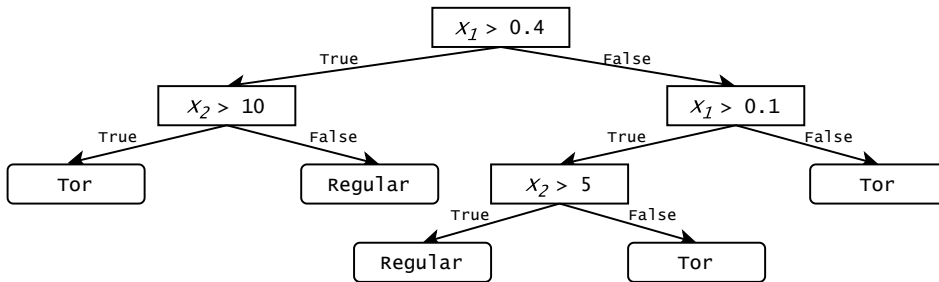 X1 > 0.4
True
False
X2 > 10
X1 > 0.1
True
False
True
False
Tor
Regular
X2 > 5
Tor
True
False
Regular
Tor